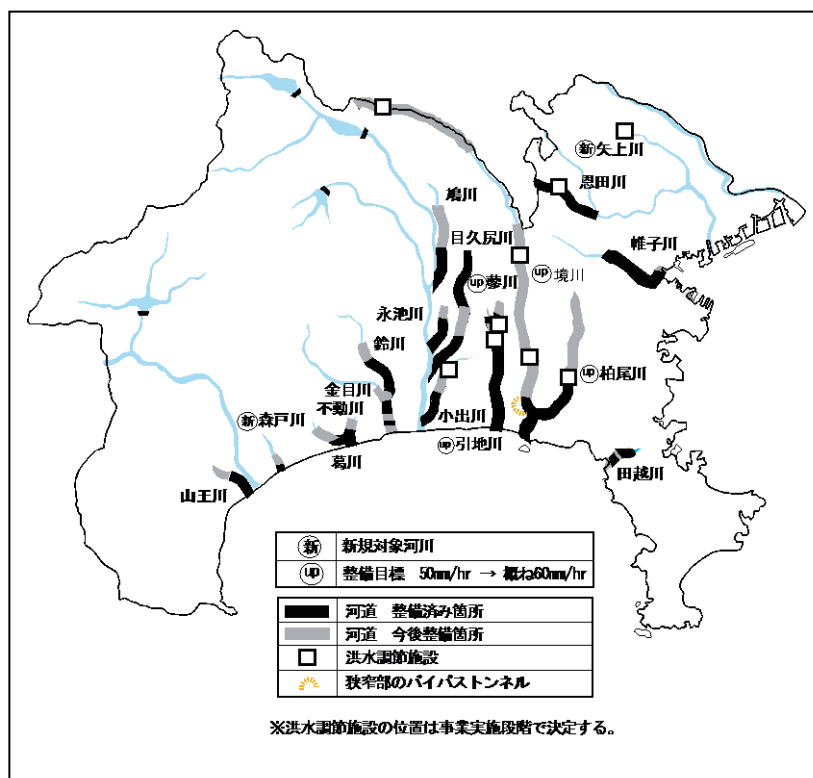 新 矢上川
恩田川
鳩川
目久尻川
帷子川
up 蓼川
up 境川
永池川
鈴川
金目川
up 柏尾川
不動川
小出川
新 森戸川
up 引地川
葛川
田越川
山王川
新 新規対象河川
up 整備目標 50mm/hr → 概ね60mm/hr
河道 整備済み箇所
河道 今後整備箇所
洪水調節施設
狭窄部のバイパストンネル
※洪水調節施設の位置は事業実施段階で決定する。